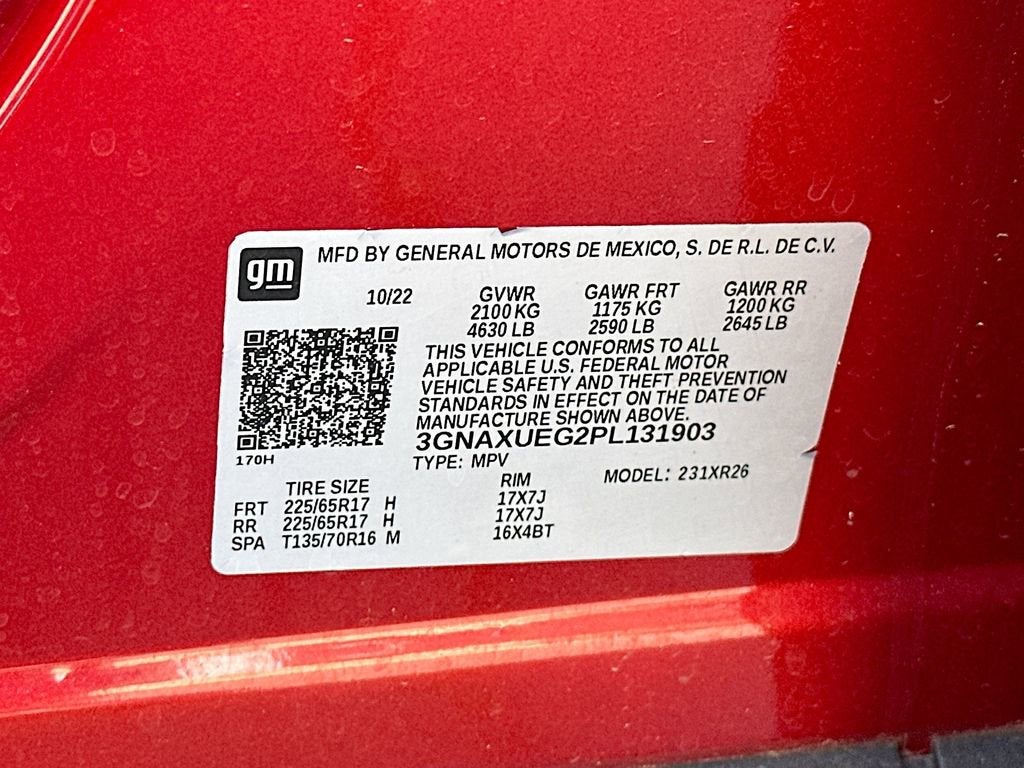 gm
MFD BY GENERAL MOTORS DE MEXICO, S. DE R.L. DE C.V.
10/22 GVWR GAWR FRT GAWR RR
2100 KG 1175 KG 1200 KG
4630 LB 2590 LB 2645 LB
THIS VEHICLE CONFORMS TO ALL
APPLICABLE U.S. FEDERAL MOTOR
VEHICLE SAFETY AND THEFT PREVENTION
STANDARDS IN EFFECT ON THE DATE OF
MANUFACTURE SHOWN ABOVE.
3GNAXUEG2PL131903
170H
TYPE: MPV MODEL: 231XR26
TIRE SIZE RIM
FRT 225/65R17 H 17X7J
RR 225/65R17 H 17X7J
SPA T135/70R16 M 16X4BT